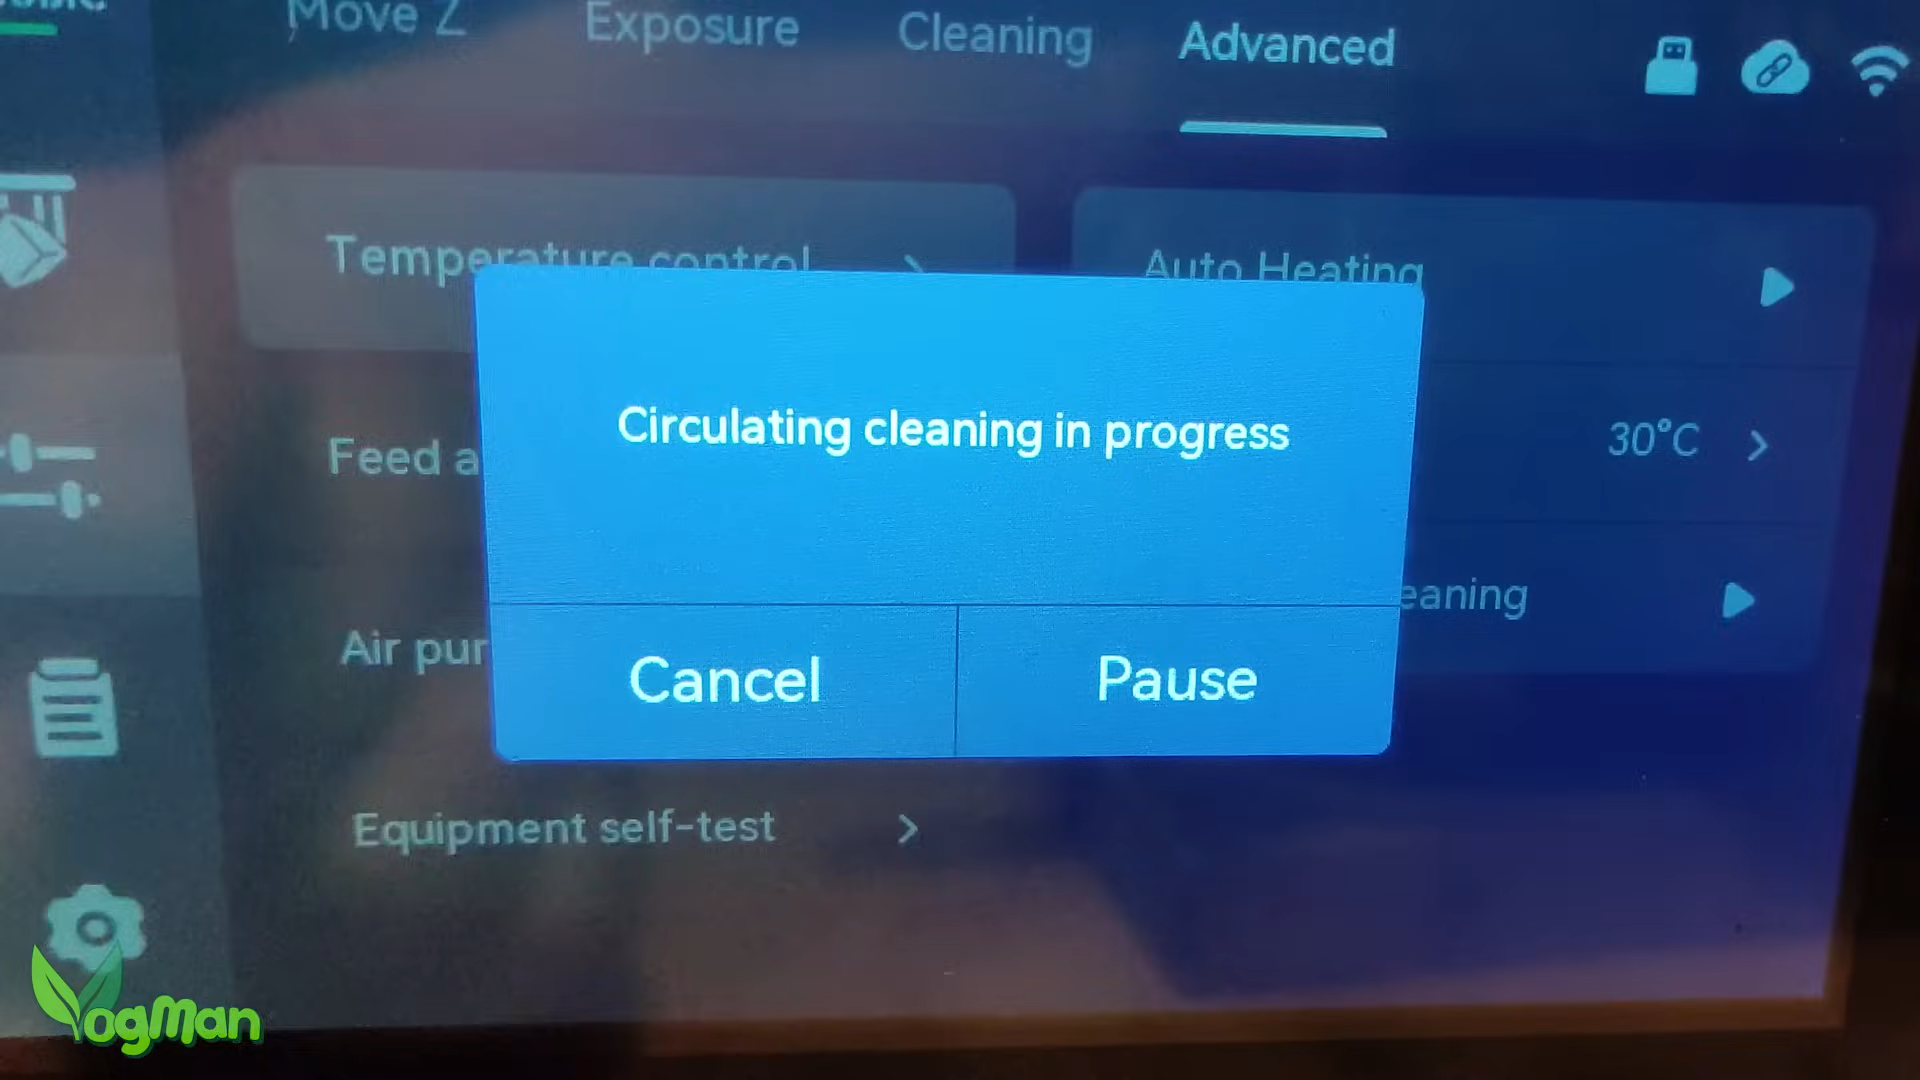 Move Z
Exposure
Cleaning
Advanced
Temperature control
Auto Heating
Circulating cleaning in progress
30°C
Feed a
eaning
Air pur
Cancel
Pause
Equipment self-test
YogMan